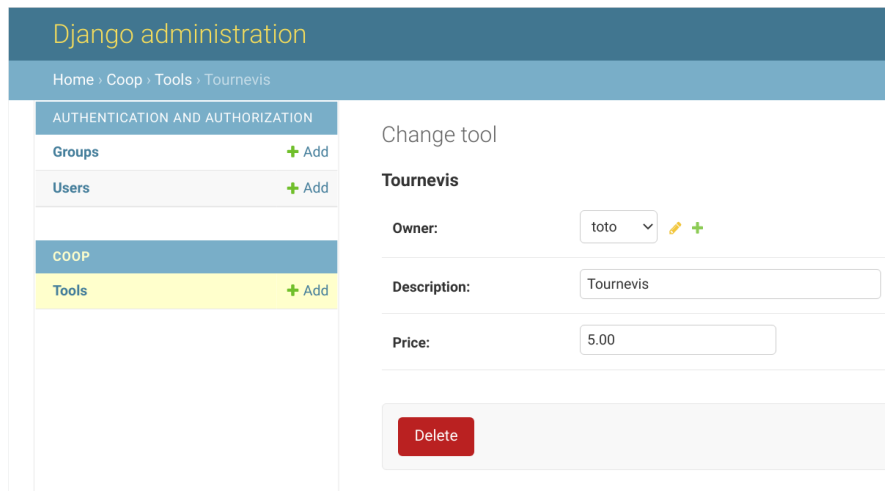 Django administration
Home › Coop › Tools › Tournevis
AUTHENTICATION AND AUTHORIZATION
Groups + Add
Users + Add
COOP
Tools + Add
Change tool
Tournevis
Owner: toto
Description: Tournevis
Price: 5.00
Delete